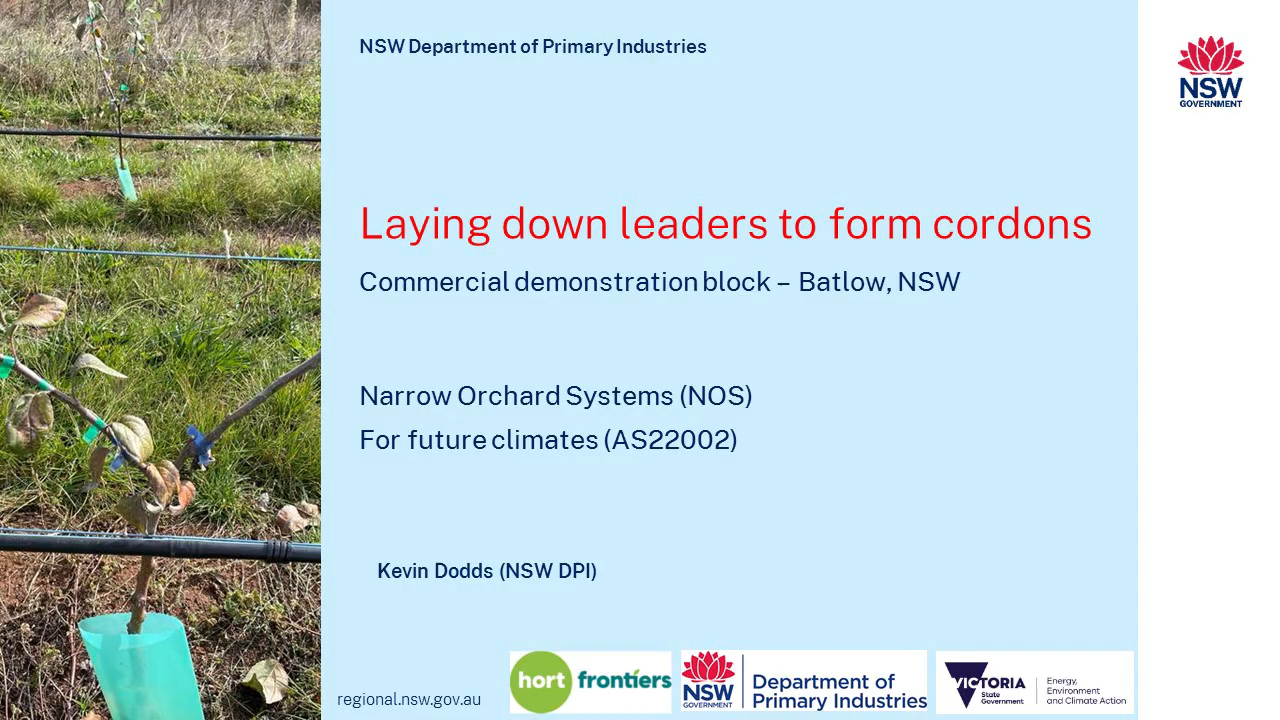 NSW Department of Primary Industries
NSW
GOVERNMENT
Laying down leaders to form cordons
Commercial demonstration block – Batlow, NSW
Narrow Orchard Systems (NOS)
For future climates (AS22002)
Kevin Dodds (NSW DPI)
regional.nsw.gov.au
hort frontiers
NSW
GOVERNMENT
Department of
Primary Industries
VICTORIA
State
Government
Energy,
Environment
and Climate Action